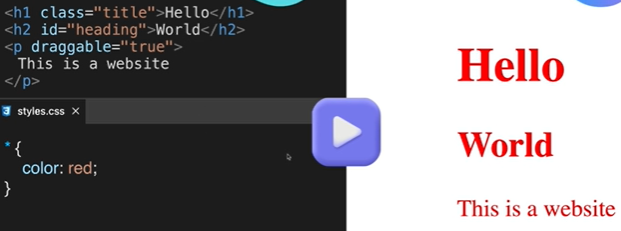 <h1 class="title">Hello</h1>
<h2 id="heading">World</h2>
<p draggable="true">
This is a website
</p>
styles.css ×
* {
color: red;
}
Hello
World
This is a website